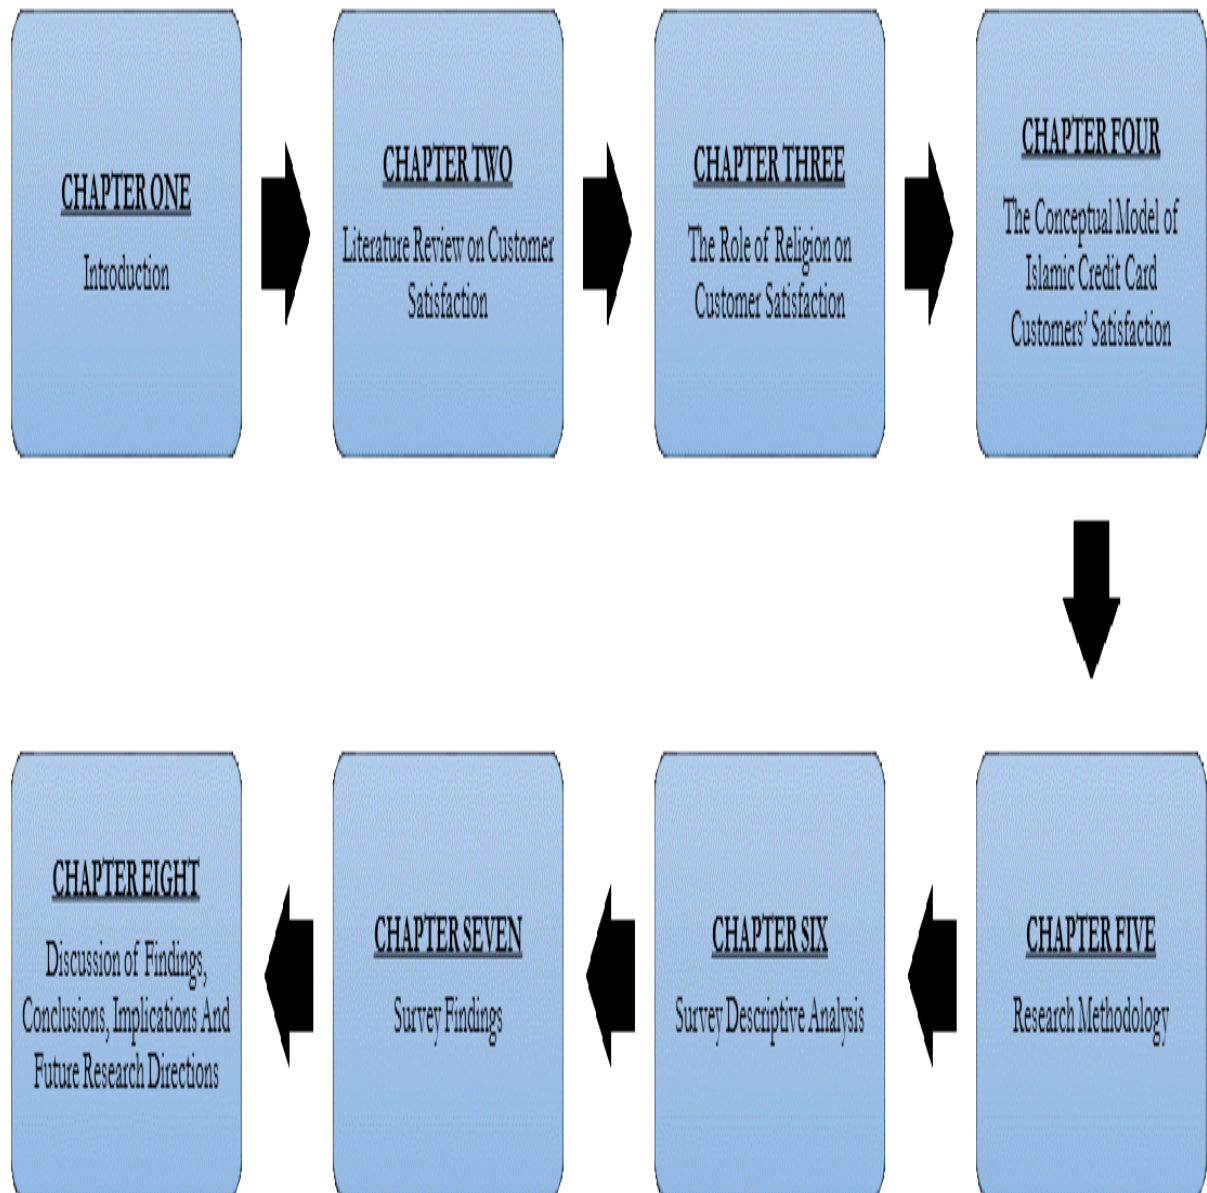 CHAPTER ONE
Introduction
CHAPTER TWO
Literature Review on Customer
Satisfaction
CHAPTER THREE
The Role of Religion on
Customer Satisfaction
CHAPTER FOUR
The Conceptual Model of
Islamic Credit Card
Customers’ Satisfaction
CHAPTER FIVE
Research Methodology
CHAPTER SIX
Survey Descriptive Analysis
CHAPTER SEVEN
Survey Findings
CHAPTER EIGHT
Discussion of Findings,
Conclusions, Implications And
Future Research Directions